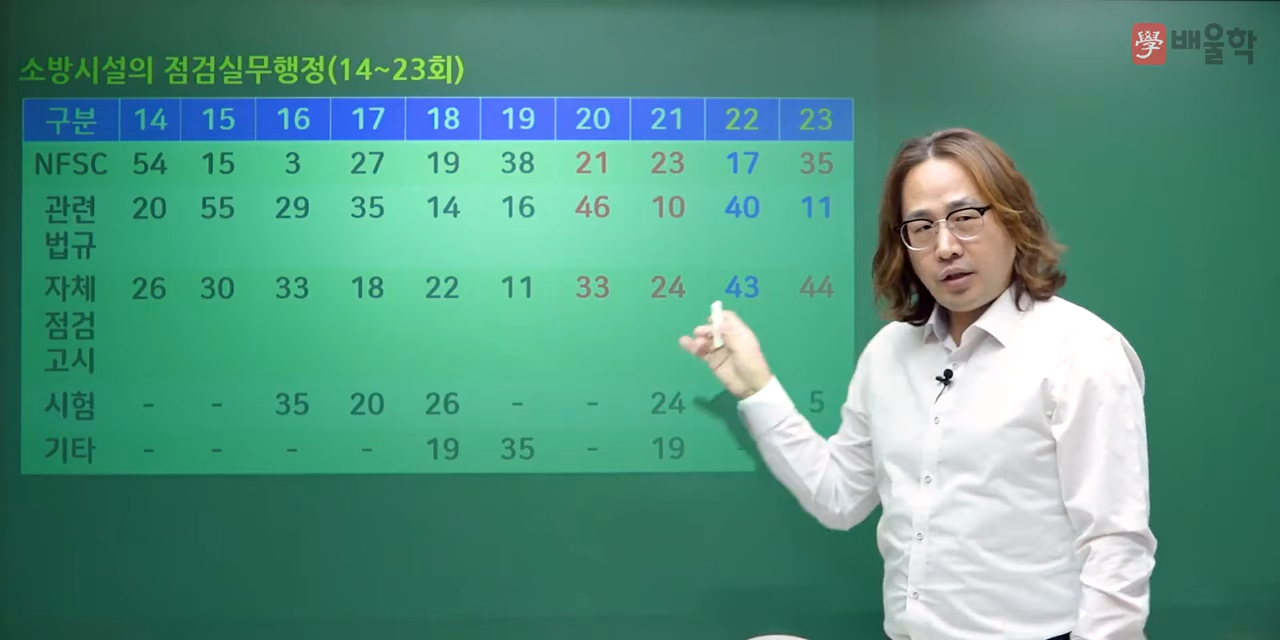 學 배울학
소방시설의 점검실무행정(14~23회)
구분 14 15 16 17 18 19 20 21 22 23
NFSC 54 15 3 27 19 38 21 23 17 35
관련 20 55 29 35 14 16 46 10 40 11
법규
자체 26 30 33 18 22 11 33 24 43 44
점검
고시
시험 - - 35 20 26 - - 24 5
기타 - - - - 19 35 - 19 -